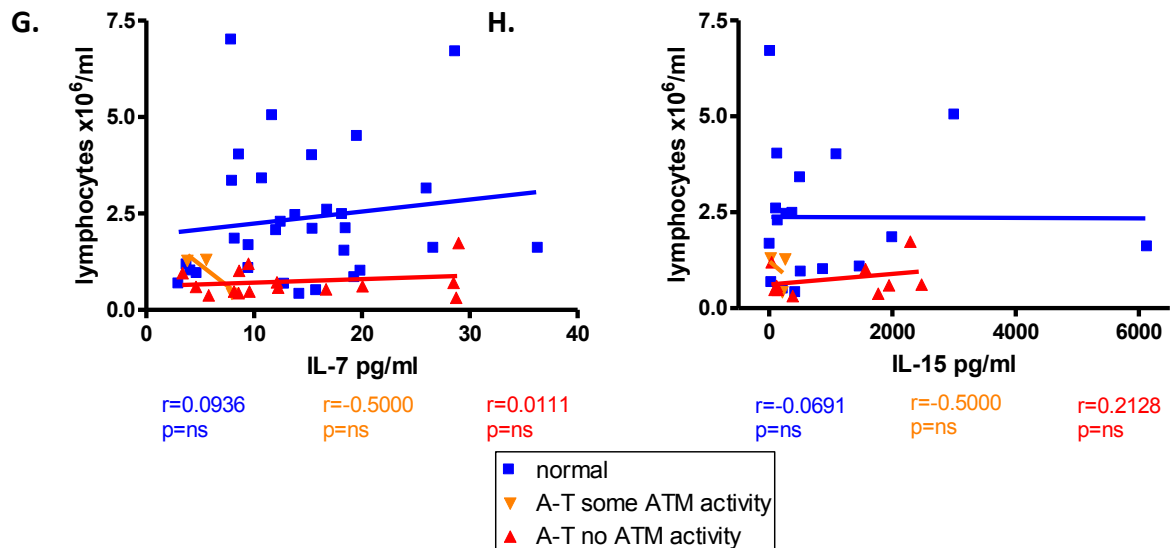 G.
lymphocytes x10⁶/ml
7.5
5.0
2.5
0.0
0 10 20 30 40
IL-7 pg/ml
r=0.0936 r=-0.5000 r=0.0111
p=ns p=ns p=ns
H.
lymphocytes x10⁶/ml
7.5
5.0
2.5
0.0
0 2000 4000 6000
IL-15 pg/ml
r=-0.0691 r=-0.5000 r=0.2128
p=ns p=ns p=ns
normal
A-T some ATM activity
A-T no ATM activity